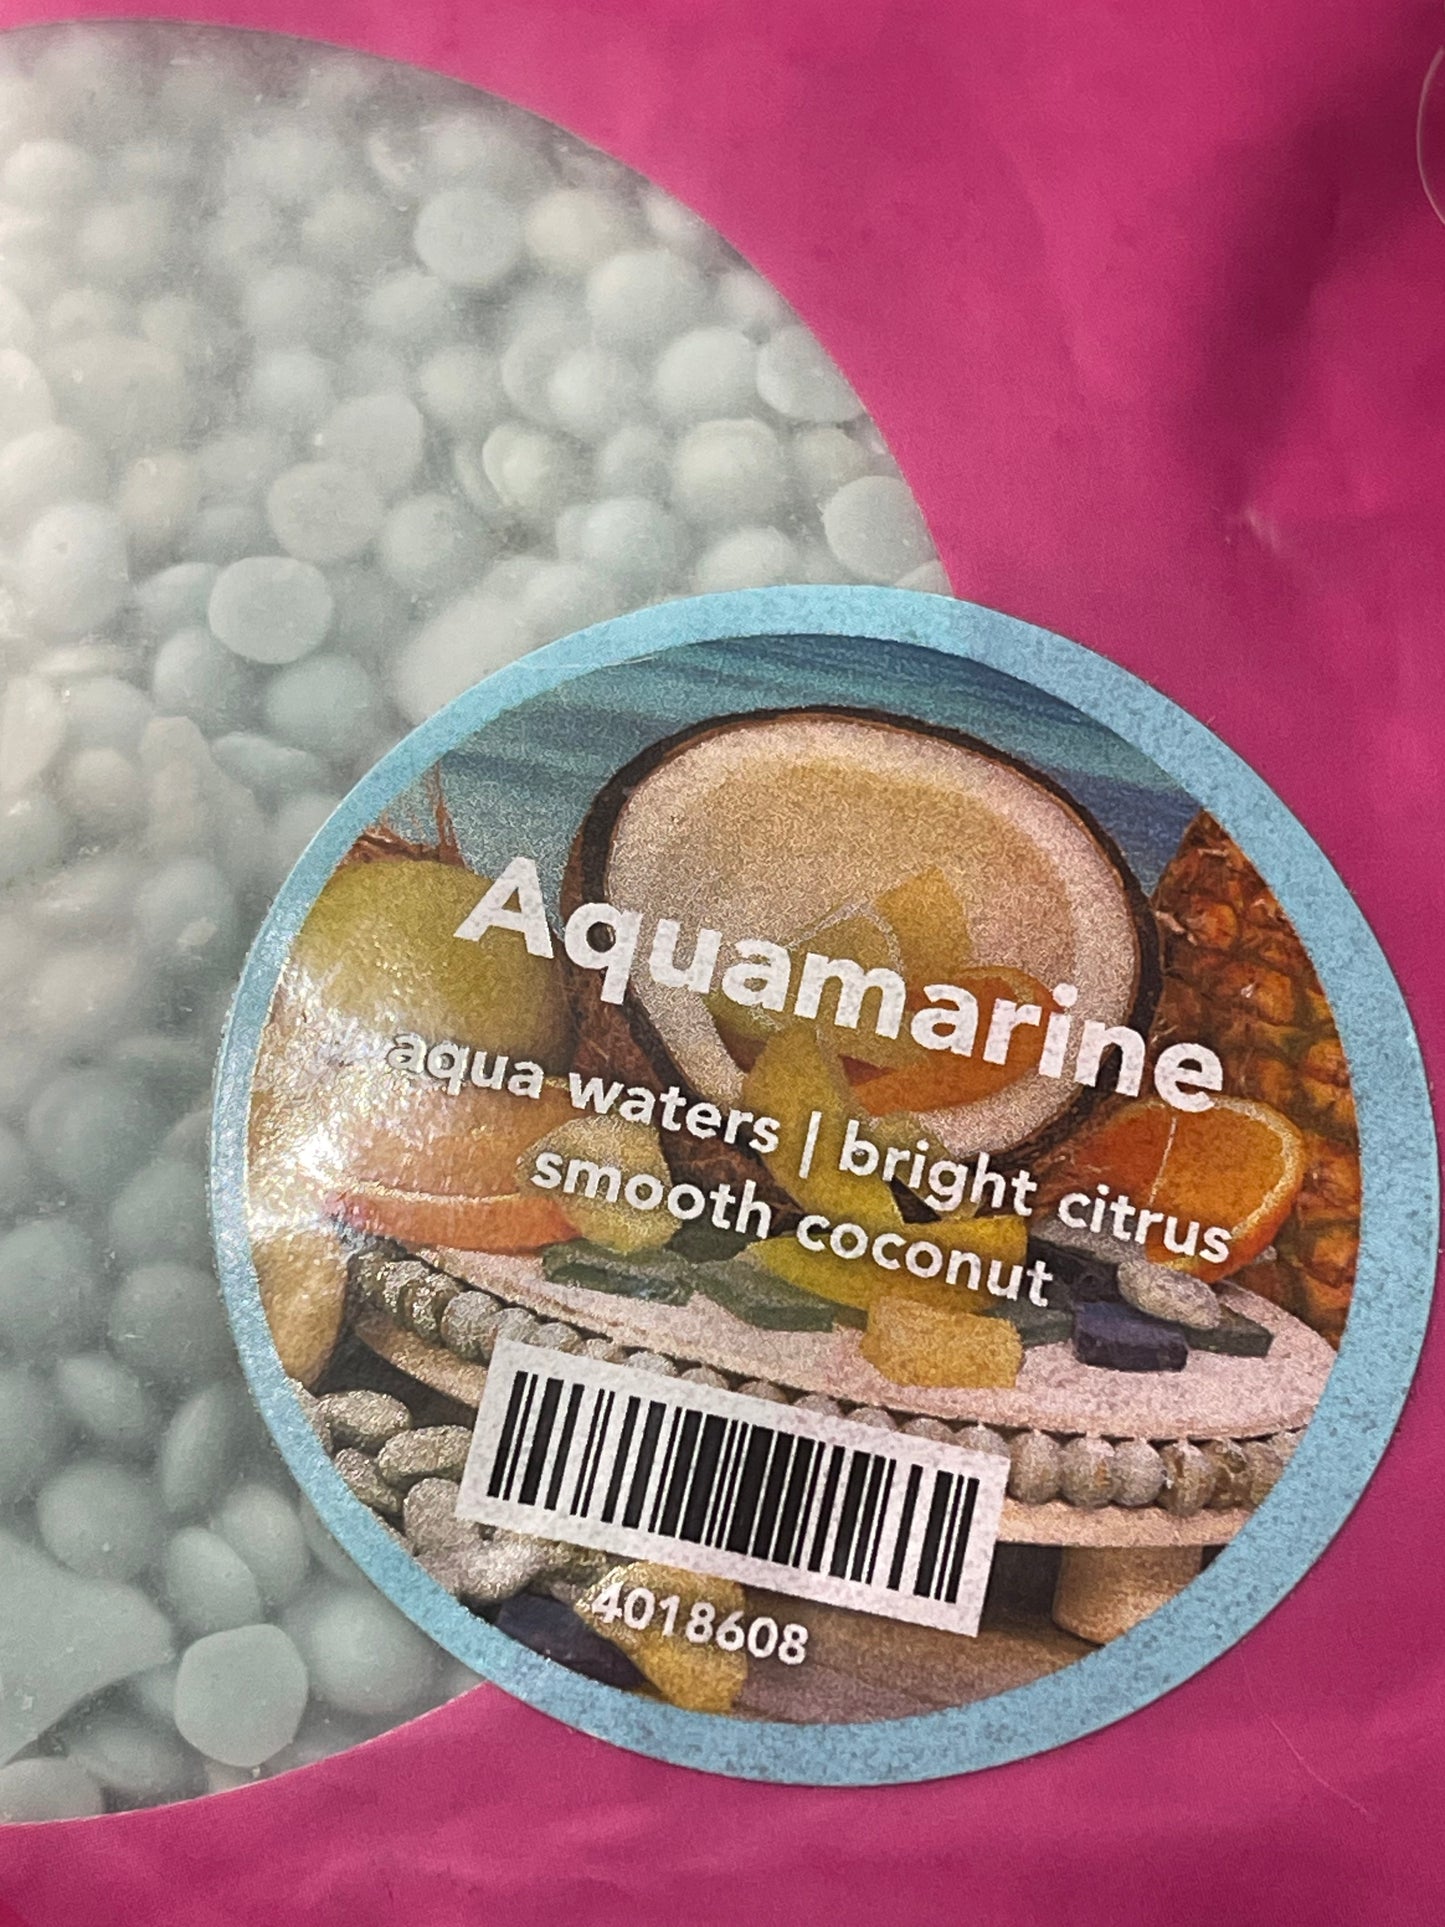 Aquamarine
aqua waters | bright citrus
smooth coconut
4018608